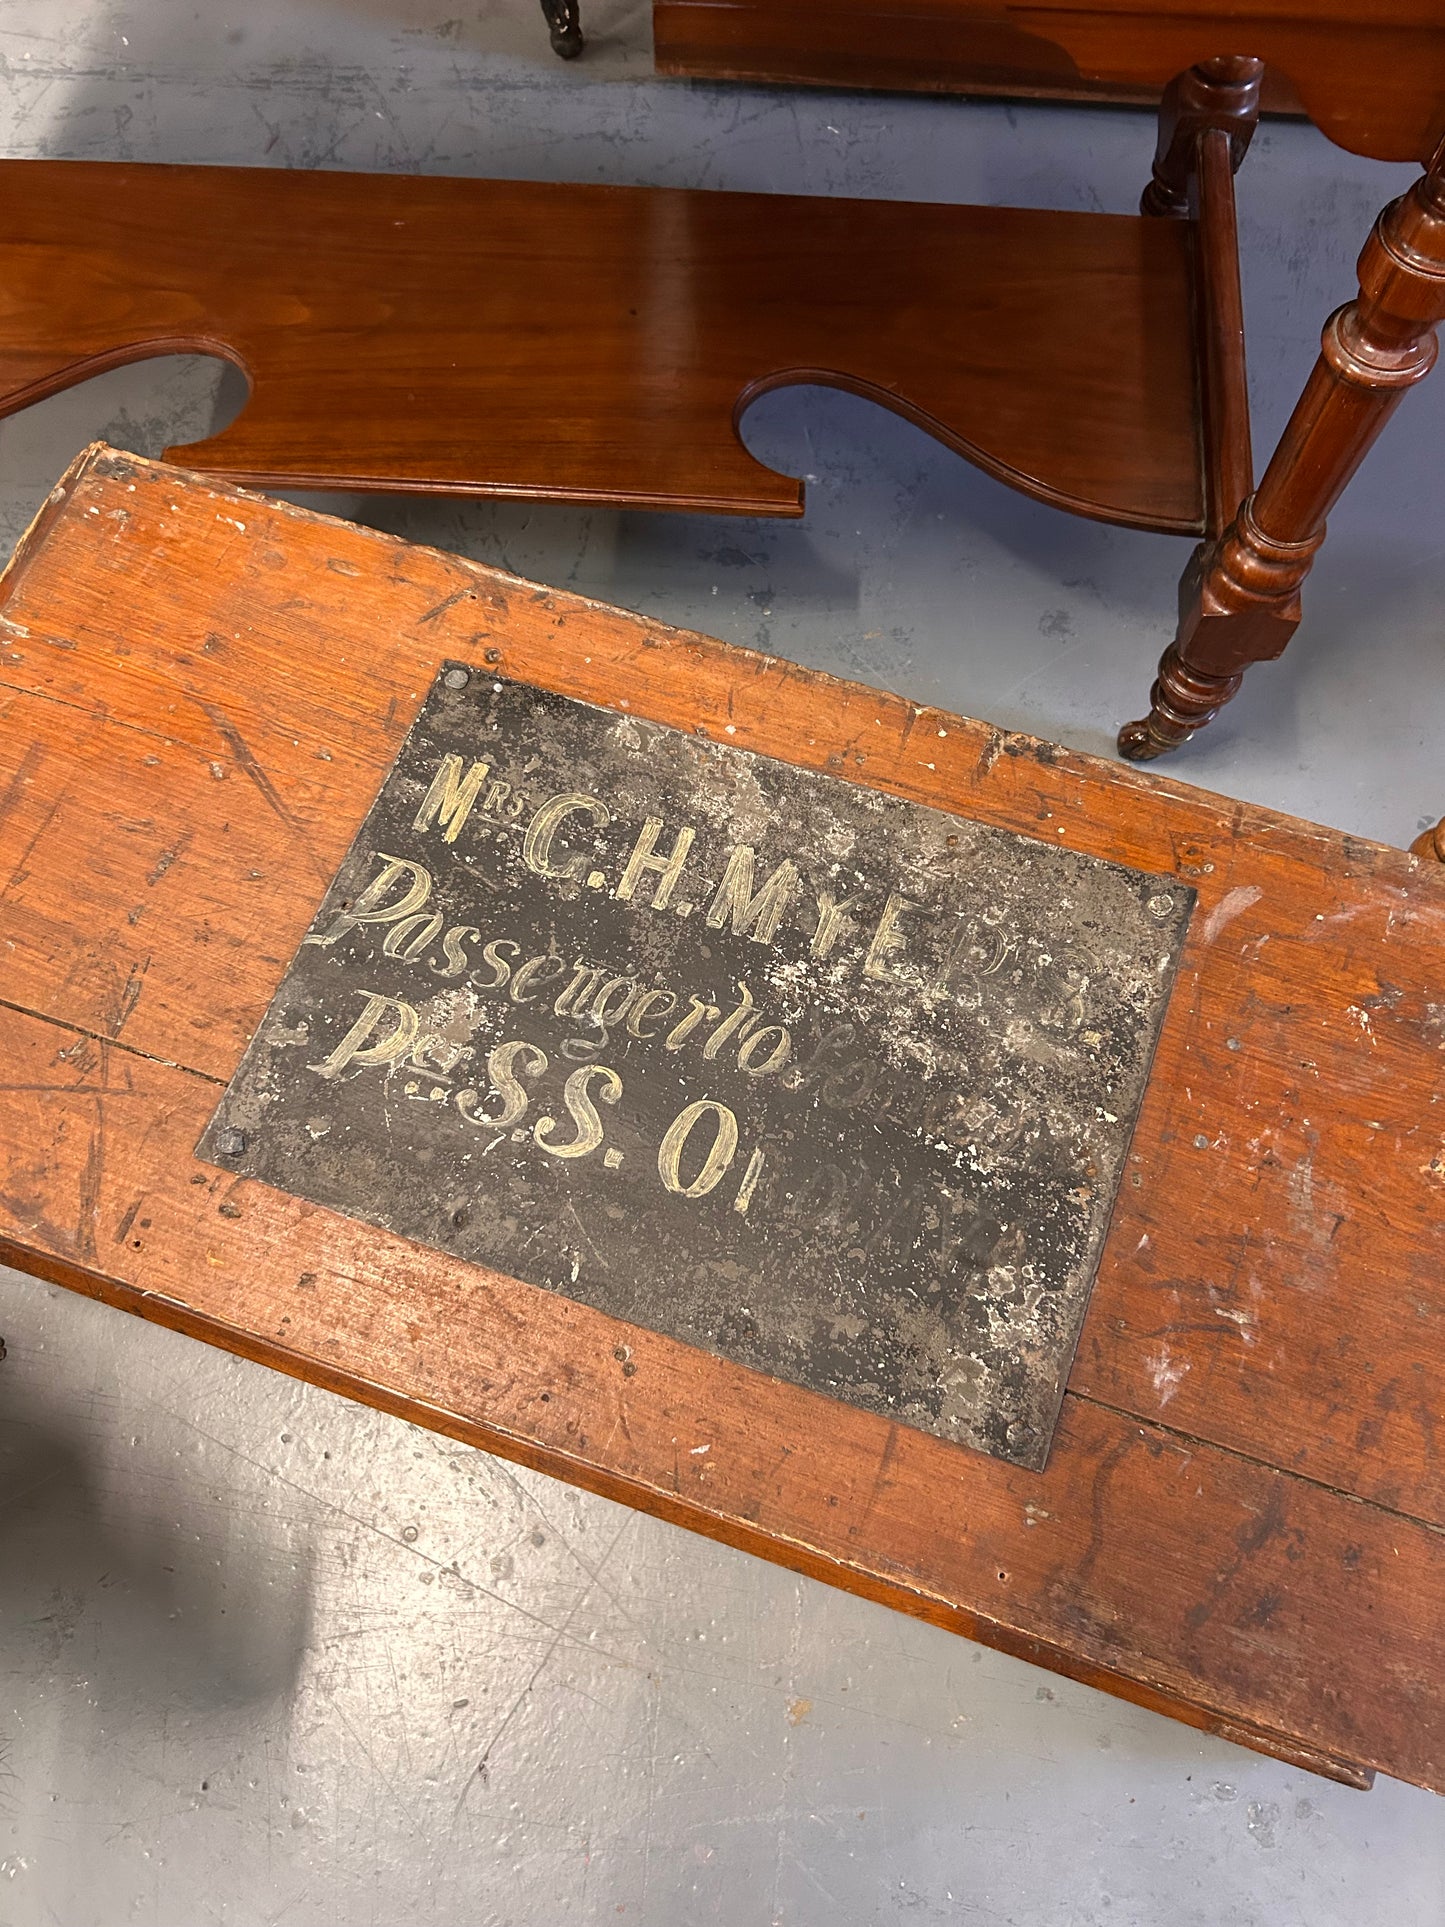 Mrs. C. H. MYERS
Passenger to
Per S.S.